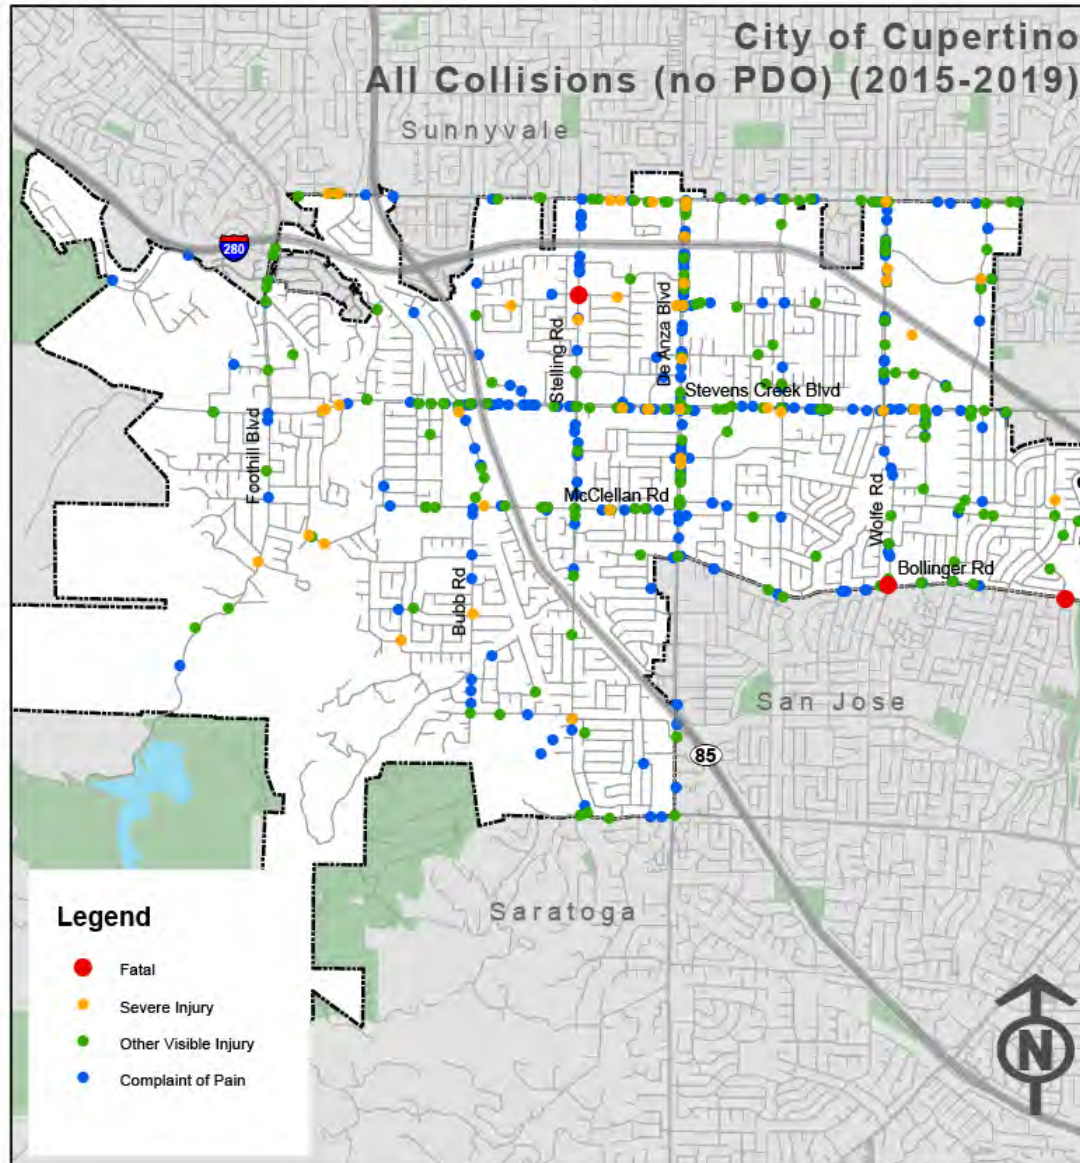 City of Cupertino
All Collisions (no PDO) (2015-2019)
Sunnyvale
280
Stelling Rd
De Anza Blvd
Stevens Creek Blvd
Foothill Blvd
McClellan Rd
Wolfe Rd
Bubb Rd
Bollinger Rd
San Jose
85
Saratoga
Legend
Fatal
Severe Injury
Other Visible Injury
Complaint of Pain
N